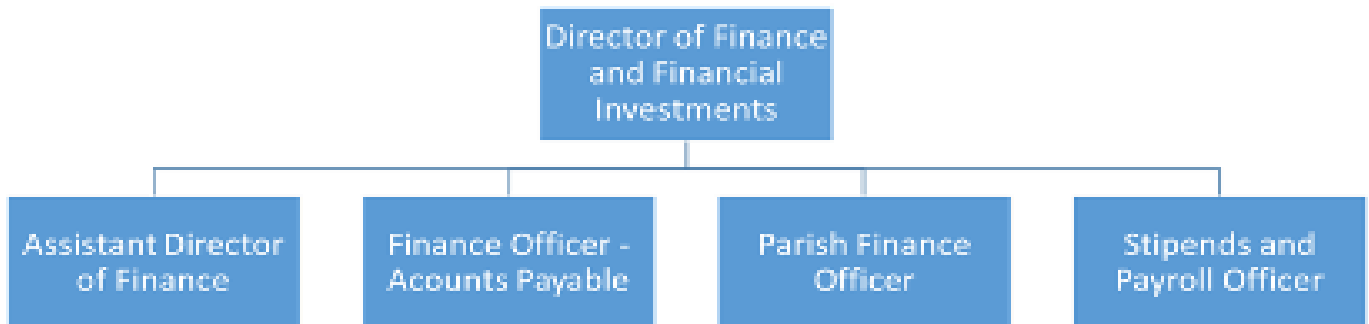 Director of Finance
and Financial
Investments
Assistant Director
of Finance
Finance Officer -
Acounts Payable
Parish Finance
Officer
Stipends and
Payroll Officer